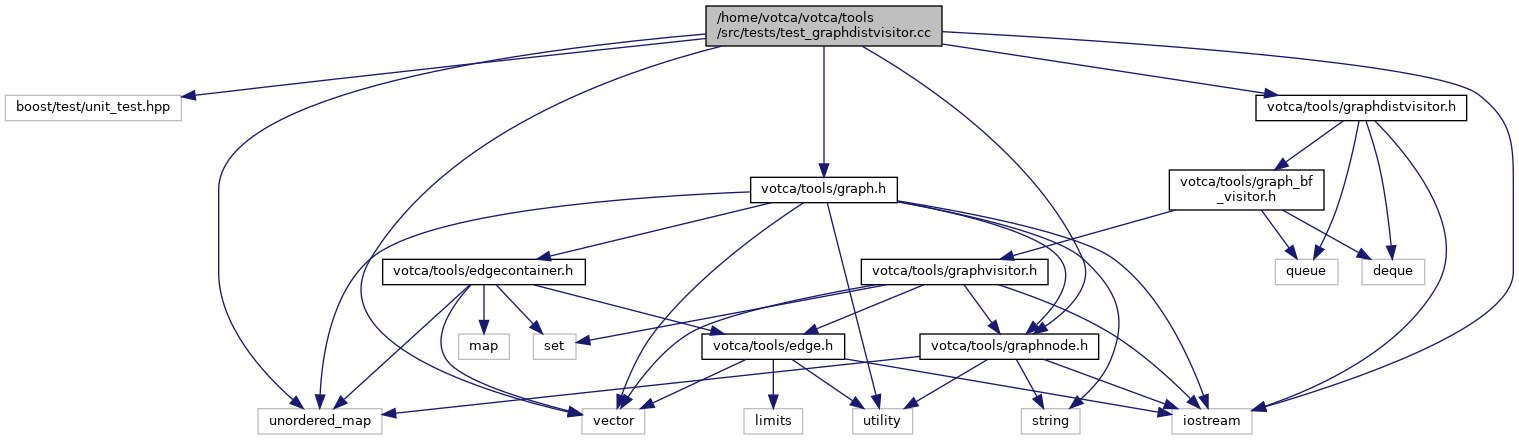 /home/votca/votca/tools
/src/tests/test_graphdistvisitor.cc
boost/test/unit_test.hpp
votca/tools/graphdistvisitor.h
votca/tools/graph.h
votca/tools/graph_bf
_visitor.h
votca/tools/edgecontainer.h
votca/tools/graphvisitor.h
queue
deque
map
set
votca/tools/edge.h
votca/tools/graphnode.h
unordered_map
vector
limits
utility
string
iostream